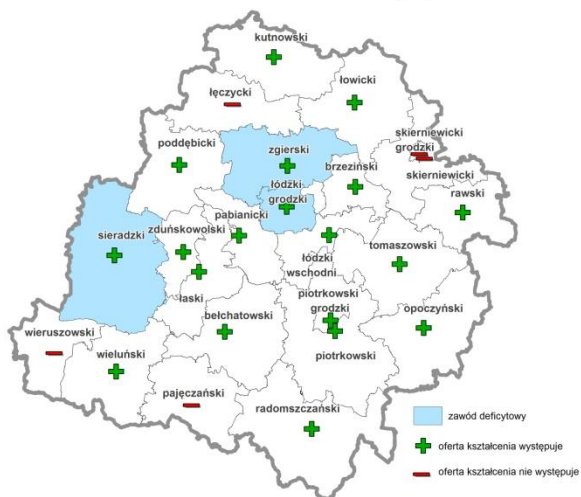 kutnowski
łęczycki
łowicki
skierniewicki
grodzki
poddębicki
zgierski
brzeziński
skierniewicki
łódzki
grodzki
rawski
sieradzki
zduńskowolski
pabianicki
tomaszowski
łódzki
wschodni
łaski
piotrkowski
grodzki
bełchatowski
opoczyński
wieruszowski
wieluński
piotrkowski
pajęczański
radomszczański
zawód deficytowy
oferta kształcenia występuje
oferta kształcenia nie występuje